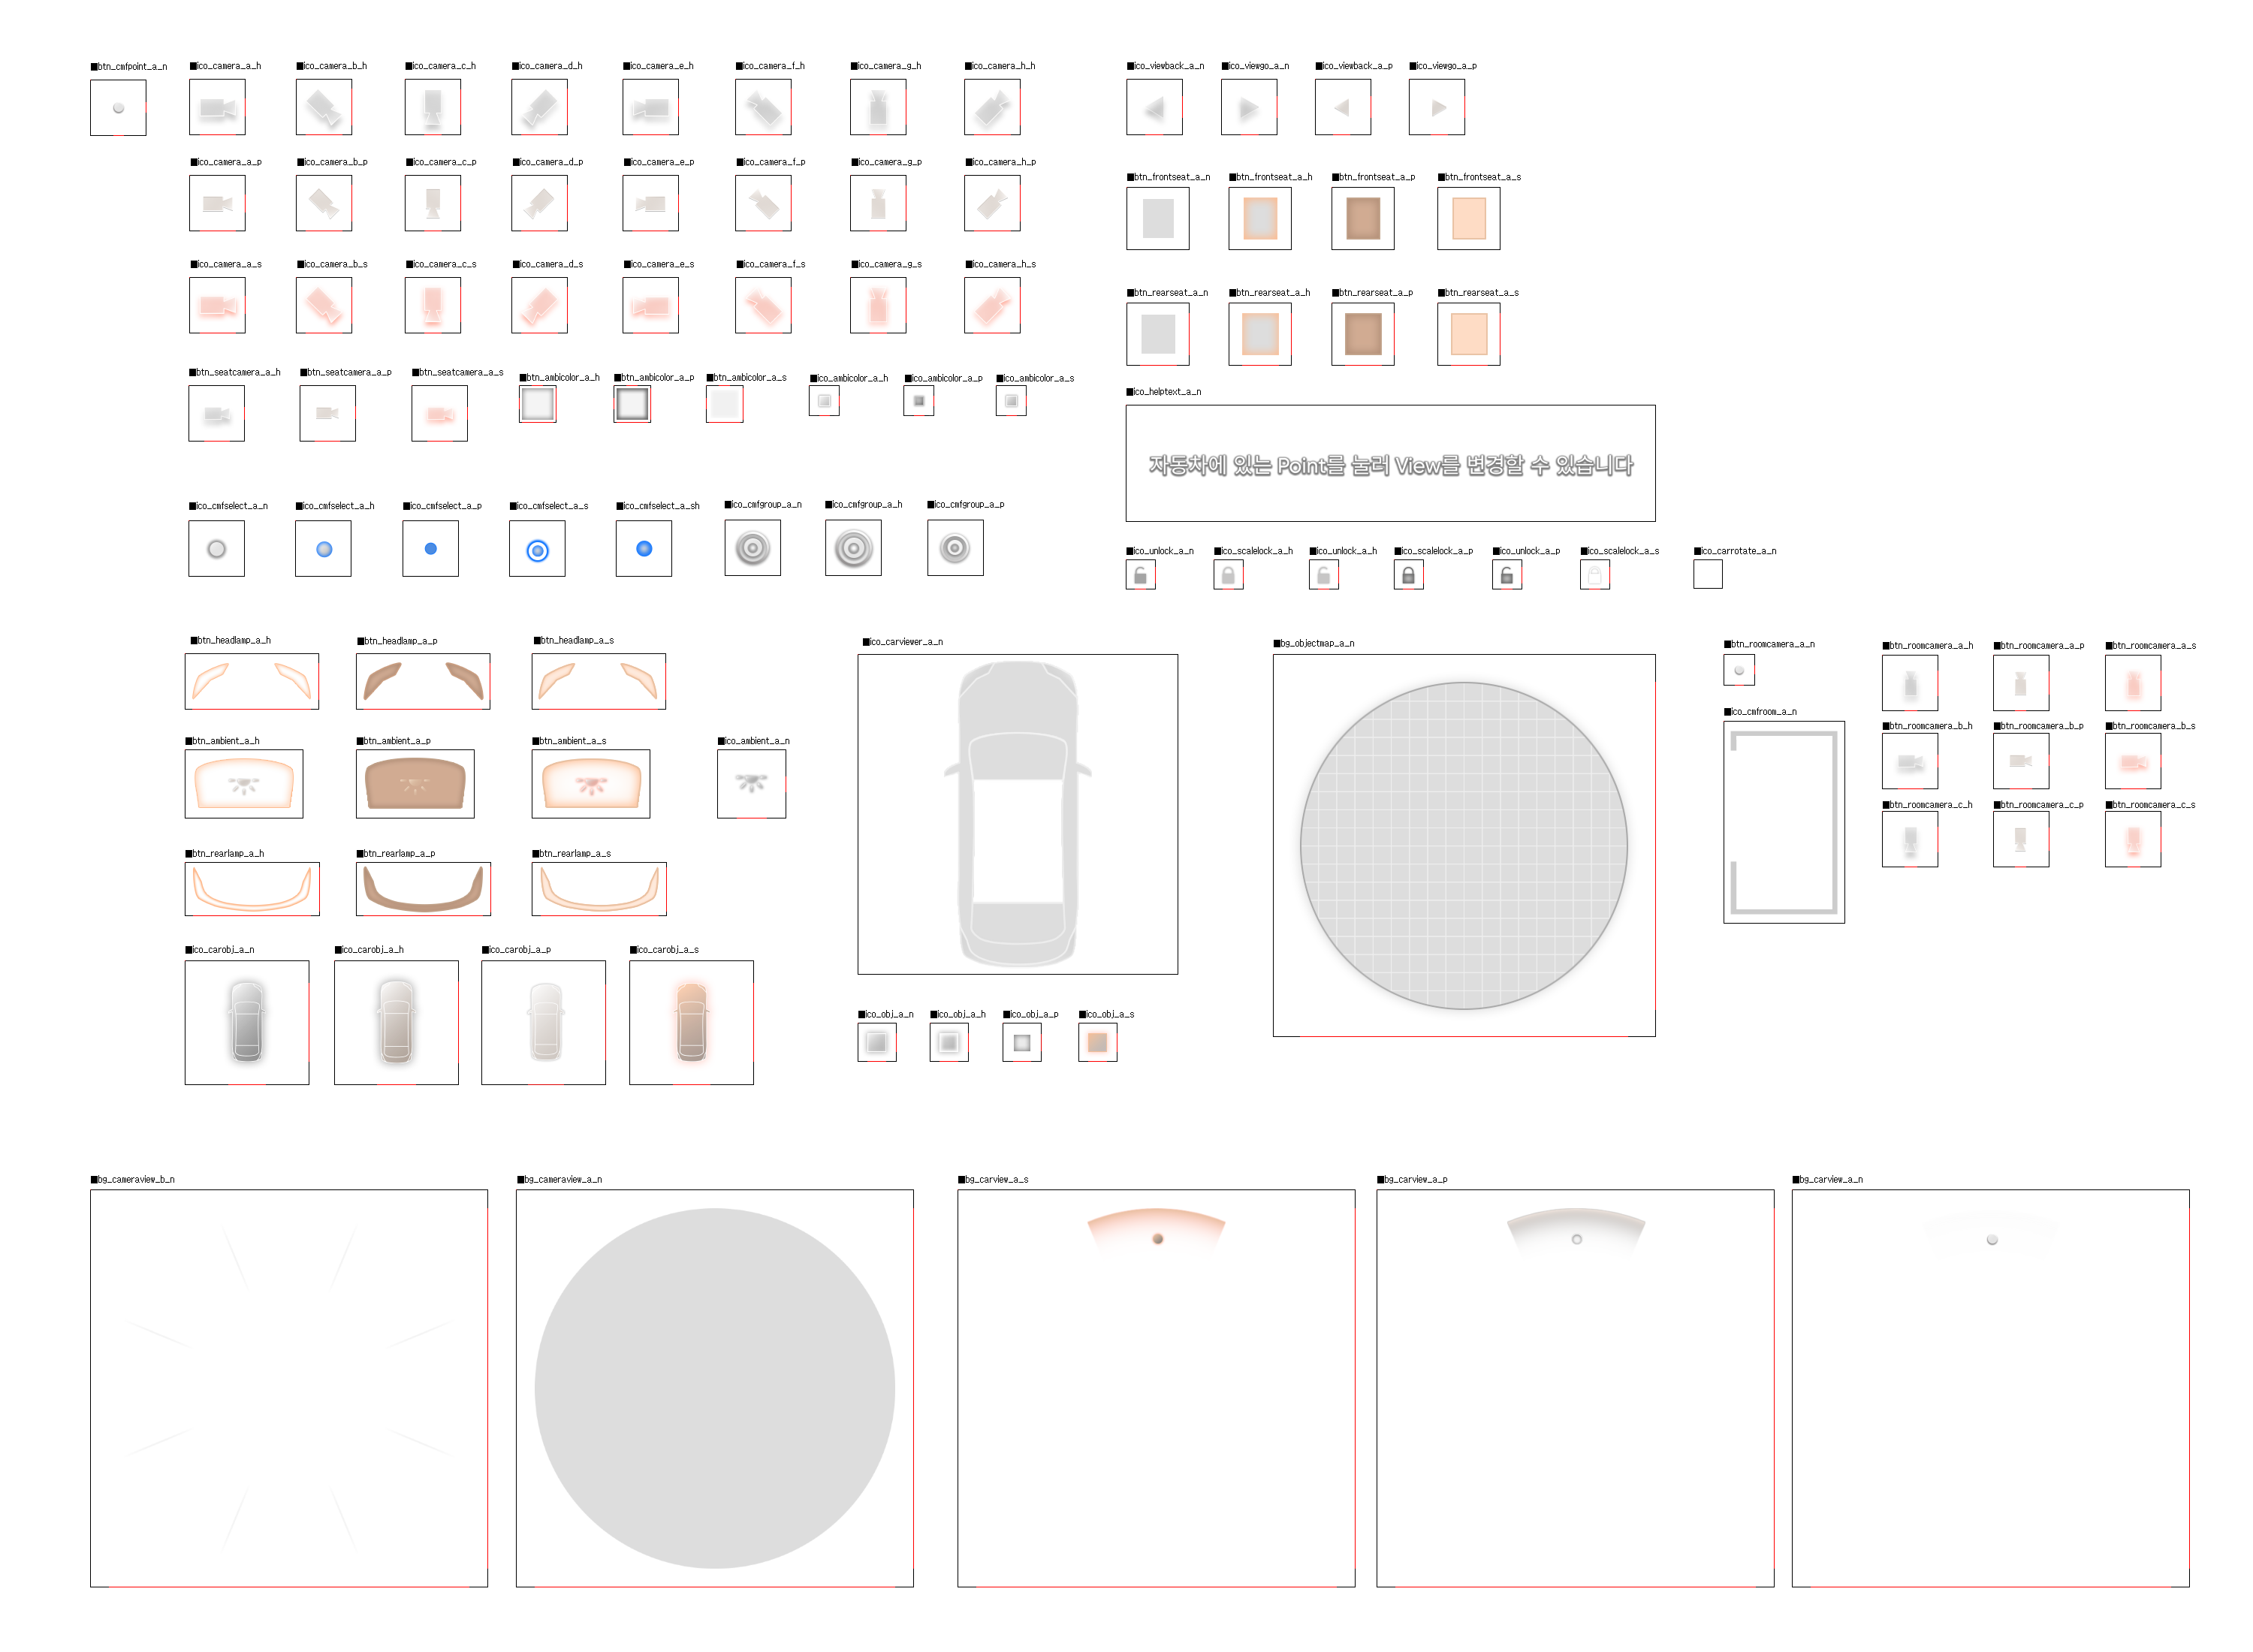 ■btn_cmfpoint_a_n
■ico_camera_a_h
■ico_camera_b_h
■ico_camera_c_h
■ico_camera_d_h
■ico_camera_e_h
■ico_camera_f_h
■ico_camera_g_h
■ico_camera_h_h
■ico_viewback_a_n
■ico_viewgo_a_n
■ico_viewback_a_p
■ico_viewgo_a_p
■ico_camera_a_p
■ico_camera_b_p
■ico_camera_c_p
■ico_camera_d_p
■ico_camera_e_p
■ico_camera_f_p
■ico_camera_g_p
■ico_camera_h_p
■btn_frontseat_a_n
■btn_frontseat_a_h
■btn_frontseat_a_p
■btn_frontseat_a_s
■ico_camera_a_s
■ico_camera_b_s
■ico_camera_c_s
■ico_camera_d_s
■ico_camera_e_s
■ico_camera_f_s
■ico_camera_g_s
■ico_camera_h_s
■btn_rearseat_a_n
■btn_rearseat_a_h
■btn_rearseat_a_p
■btn_rearseat_a_s
■btn_seatcamera_a_h
■btn_seatcamera_a_p
■btn_seatcamera_a_s
■btn_ambicolor_a_h
■btn_ambicolor_a_p
■btn_ambicolor_a_s
■ico_ambicolor_a_h
■ico_ambicolor_a_p
■ico_ambicolor_a_s
■ico_helptext_a_n
자동차에 있는 Point를 눌러 View를 변경할 수 있습니다
■ico_cmfselect_a_n
■ico_cmfselect_a_h
■ico_cmfselect_a_p
■ico_cmfselect_a_s
■ico_cmfselect_a_sh
■ico_cmfgroup_a_n
■ico_cmfgroup_a_h
■ico_cmfgroup_a_p
■ico_unlock_a_n
■ico_scalelock_a_h
■ico_unlock_a_h
■ico_scalelock_a_p
■ico_unlock_a_p
■ico_scalelock_a_s
■ico_carrotate_a_n
■btn_headlamp_a_h
■btn_headlamp_a_p
■btn_headlamp_a_s
■ico_carviewer_a_n
■bg_objectmap_a_n
■btn_roomcamera_a_n
■btn_roomcamera_a_h
■btn_roomcamera_a_p
■btn_roomcamera_a_s
■ico_cmfroom_a_n
■btn_roomcamera_b_h
■btn_roomcamera_b_p
■btn_roomcamera_b_s
■btn_ambient_a_h
■btn_ambient_a_p
■btn_ambient_a_s
■ico_ambient_a_n
■btn_roomcamera_c_h
■btn_roomcamera_c_p
■btn_roomcamera_c_s
■btn_rearlamp_a_h
■btn_rearlamp_a_p
■btn_rearlamp_a_s
■ico_carobj_a_n
■ico_carobj_a_h
■ico_carobj_a_p
■ico_carobj_a_s
■ico_obj_a_n
■ico_obj_a_h
■ico_obj_a_p
■ico_obj_a_s
■bg_cameraview_b_n
■bg_cameraview_a_n
■bg_carview_a_s
■bg_carview_a_p
■bg_carview_a_n